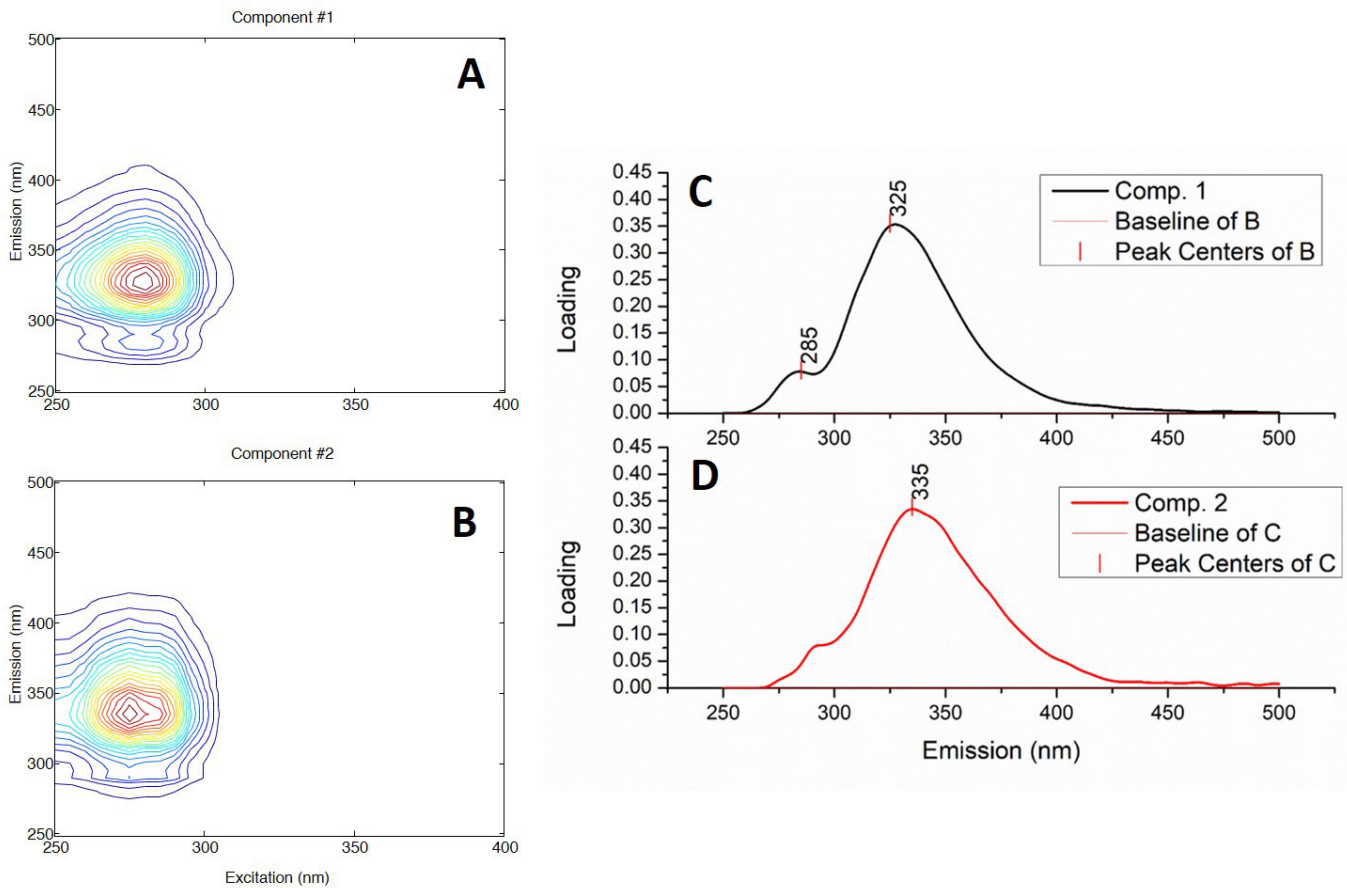 Component #1
A
500
450
400
350
300
250
Emission (nm)
250 300 350 400
Component #2
B
500
450
400
350
300
250
Emission (nm)
250 300 350 400
Excitation (nm)
C
0.45
0.40
0.35
0.30
0.25
0.20
0.15
0.10
0.05
0.00
Loading
285
325
Comp. 1
Baseline of B
Peak Centers of B
250 300 350 400 450 500
D
0.45
0.40
0.35
0.30
0.25
0.20
0.15
0.10
0.05
0.00
Loading
335
Comp. 2
Baseline of C
Peak Centers of C
250 300 350 400 450 500
Emission (nm)